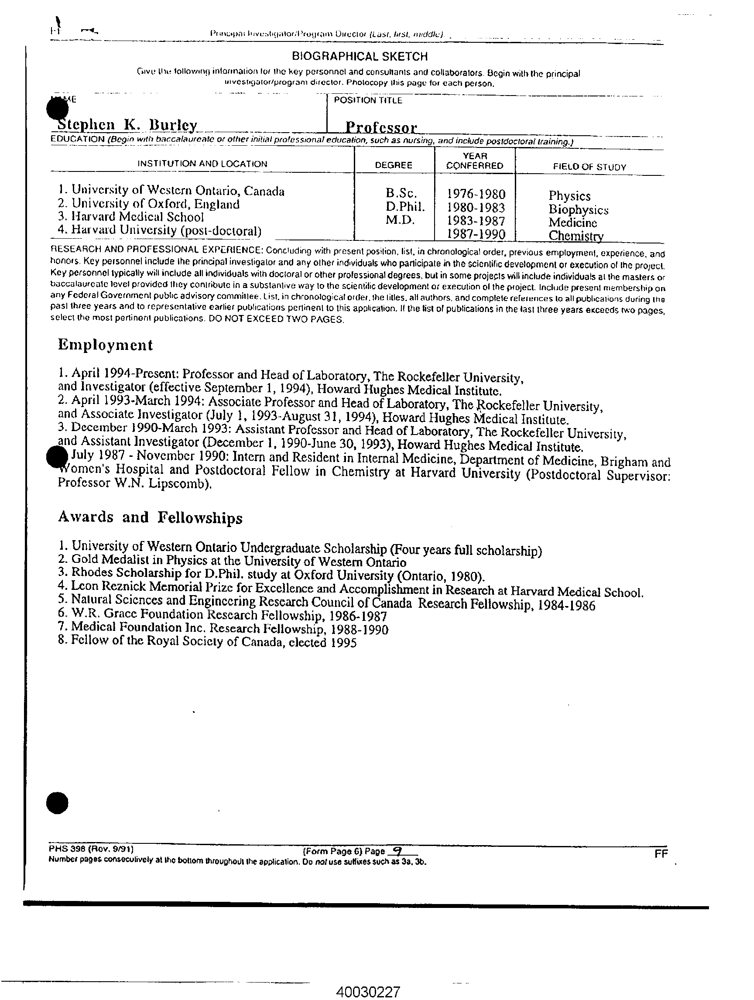 Principal Investigator/Program Director (Last, first, middle):
BIOGRAPHICAL SKETCH
Give the following information for the key personnel and consultants and collaborators. Begin with the principal
investigator/program director. Photocopy this page for each person.
NAME POSITION TITLE
Stephen K. Burley Professor
EDUCATION (Begin with baccalaureate or other initial professional education, such as nursing, and include postdoctoral training.)
INSTITUTION AND LOCATION DEGREE YEAR CONFERRED FIELD OF STUDY
1. University of Western Ontario, Canada B.Sc. 1976-1980 Physics
2. University of Oxford, England D.Phil. 1980-1983 Biophysics
3. Harvard Medical School M.D. 1983-1987 Medicine
4. Harvard University (post-doctoral) 1987-1990 Chemistry
RESEARCH AND PROFESSIONAL EXPERIENCE: Concluding with present position, list, in chronological order, previous employment, experience, and
honors. Key personnel include the principal investigator and any other individuals who participate in the scientific development or execution of the project.
Key personnel typically will include all individuals with doctoral or other professional degrees, but in some projects will include individuals at the masters or
baccalaureate level provided they contribute in a substantive way to the scientific development or execution of the project. Include present membership on
any Federal Government public advisory committee. List, in chronological order, the titles, all authors, and complete references to all publications during the
past three years and to representative earlier publications pertinent to this application. If the list of publications in the last three years exceeds two pages,
select the most pertinent publications. DO NOT EXCEED TWO PAGES.
Employment
1. April 1994-Present: Professor and Head of Laboratory, The Rockefeller University,
and Investigator (effective September 1, 1994), Howard Hughes Medical Institute.
2. April 1993-March 1994: Associate Professor and Head of Laboratory, The Rockefeller University,
and Associate Investigator (July 1, 1993-August 31, 1994), Howard Hughes Medical Institute.
3. December 1990-March 1993: Assistant Professor and Head of Laboratory, The Rockefeller University,
and Assistant Investigator (December 1, 1990-June 30, 1993), Howard Hughes Medical Institute.
July 1987 - November 1990: Intern and Resident in Internal Medicine, Department of Medicine, Brigham and
Women's Hospital and Postdoctoral Fellow in Chemistry at Harvard University (Postdoctoral Supervisor:
Professor W.N. Lipscomb).
Awards and Fellowships
1. University of Western Ontario Undergraduate Scholarship (Four years full scholarship)
2. Gold Medalist in Physics at the University of Western Ontario
3. Rhodes Scholarship for D.Phil. study at Oxford University (Ontario, 1980).
4. Leon Reznick Memorial Prize for Excellence and Accomplishment in Research at Harvard Medical School.
5. Natural Sciences and Engineering Research Council of Canada Research Fellowship, 1984-1986
6. W.R. Grace Foundation Research Fellowship, 1986-1987
7. Medical Foundation Inc. Research Fellowship, 1988-1990
8. Fellow of the Royal Society of Canada, elected 1995
PHS 398 (Rev. 9/91) (Form Page 6) Page 9 FF
Number pages consecutively at the bottom throughout the application. Do not use suffixes such as 3a, 3b.
40030227